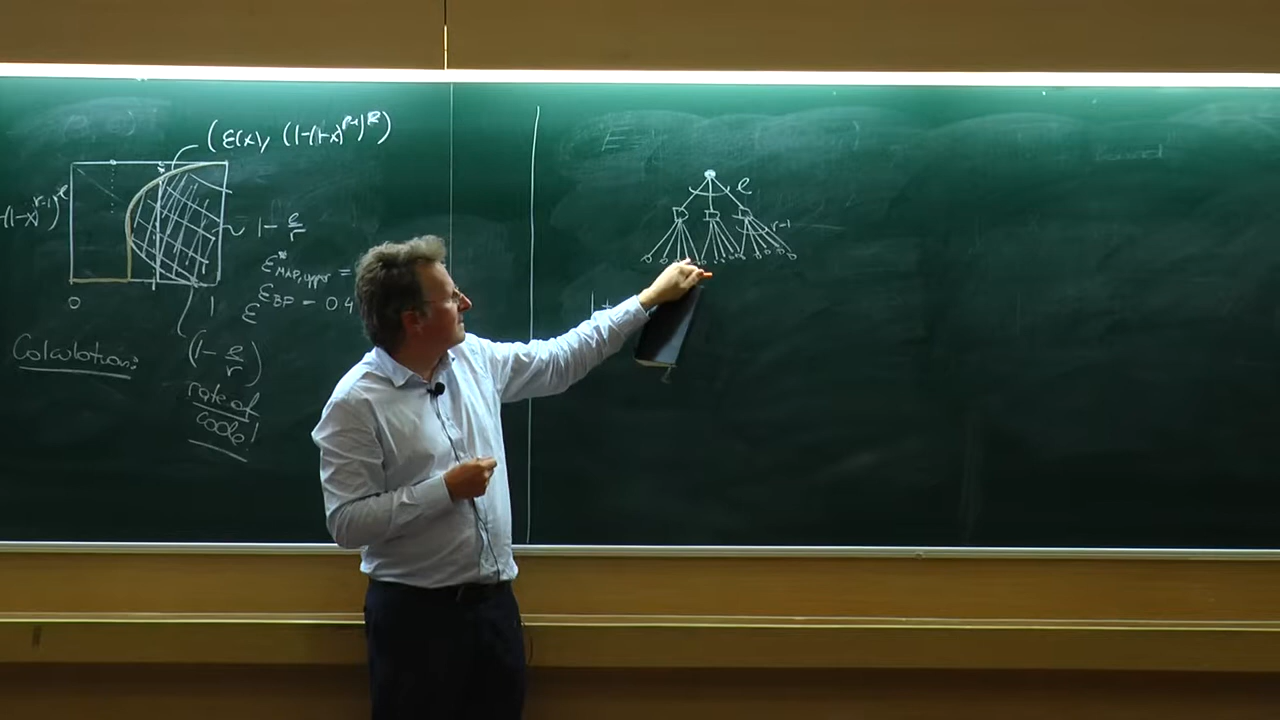 (ε(x), (1-(1-x)^{r-1})^ℓ)
(1-x)^{r-1})^ℓ
1 - ℓ/r
ε^*_{MAP,upper} =
0 1
ε^{BP} = 0.4
Calculation:
(1 - ℓ/r)
rate of
code!
ℓ
r-1
1+